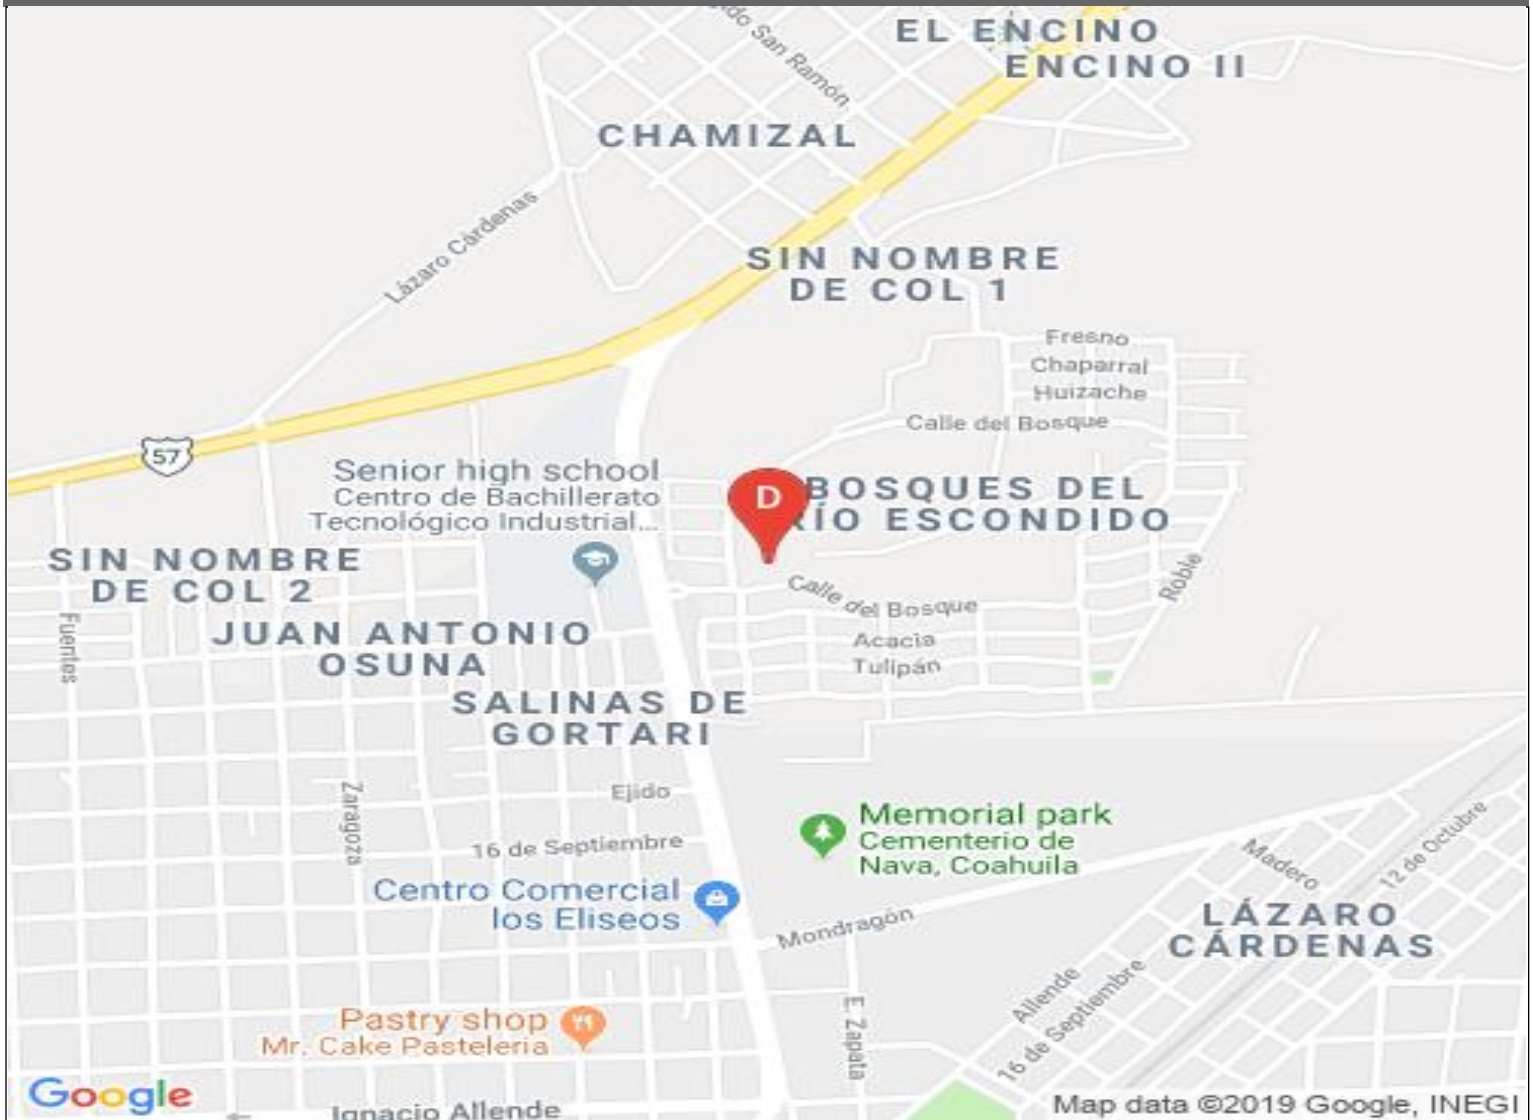 EL ENCINO
ENCINO II
do San Ramón
CHAMIZAL
Lázaro Cárdenas
SIN NOMBRE
DE COL 1
Fresno
Chaparral
Huizache
Calle del Bosque
57
Senior high school
Centro de Bachillerato
Tecnológico Industrial...
D
BOSQUES DEL
RÍO ESCONDIDO
SIN NOMBRE
DE COL 2
Calle del Bosque
Roble
Fuentes
JUAN ANTONIO
OSUNA
Acacia
Tulipán
SALINAS DE
GORTARI
Zaragoza
Ejido
16 de Septiembre
Memorial park
Cementerio de
Nava, Coahuila
Madero
12 de Octubre
Centro Comercial
los Eliseos
Mondragón
LÁZARO
CÁRDENAS
Allende
16 de Septiembre
E. Zapata
Pastry shop
Mr. Cake Pasteleria
Google
Ignacio Allende
Map data ©2019 Google, INEGI